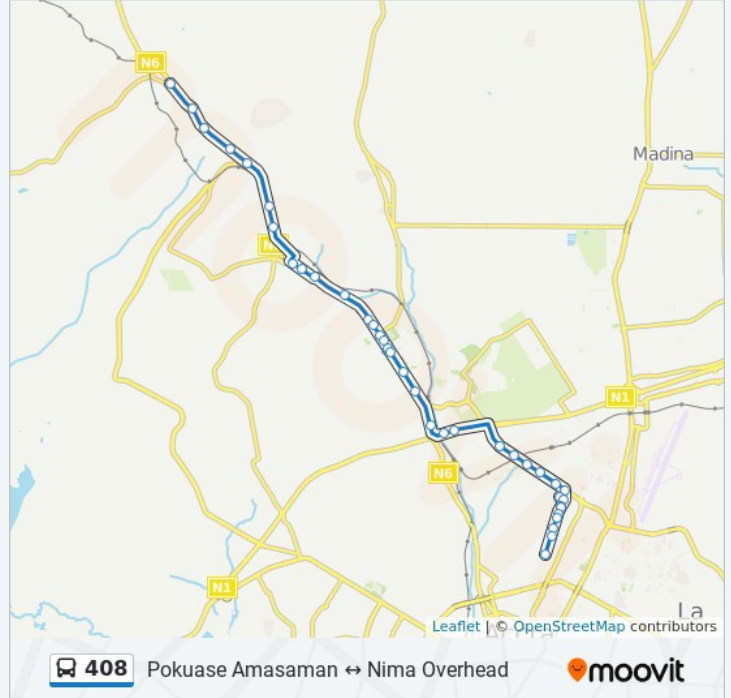 N6
Madina
N1
N6
N1
La
Leaflet | © OpenStreetMap contributors
408 Pokuase Amasaman ↔ Nima Overhead moovit